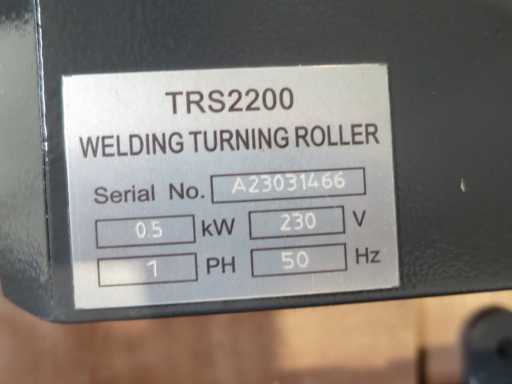 TRS2200
WELDING TURNING ROLLER
Serial No. A23031466
0.5 kW 230 V
1 PH 50 Hz